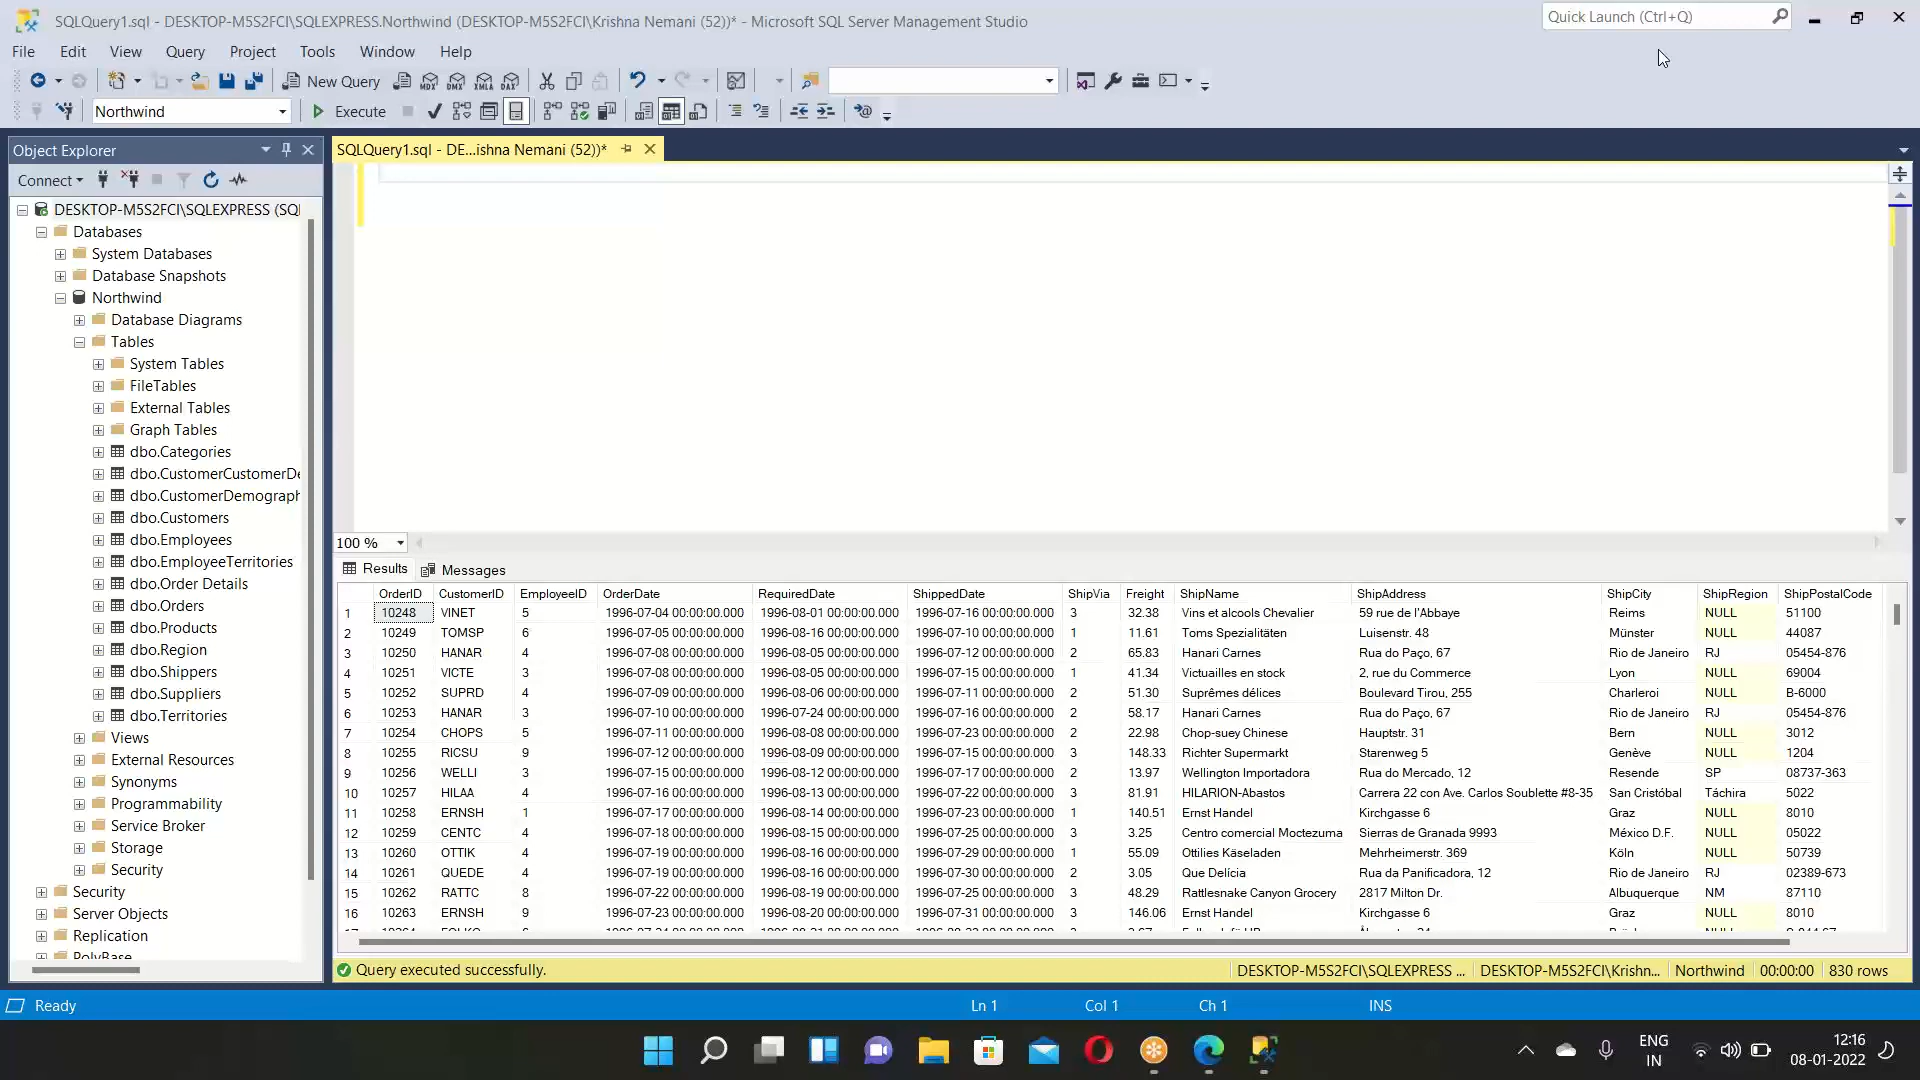 SQLQuery1.sql - DESKTOP-M5S2FCI\SQLEXPRESS.Northwind (DESKTOP-M5S2FCI\Krishna Nemani (52))* - Microsoft SQL Server Management Studio
Quick Launch (Ctrl+Q)
File Edit View Query Project Tools Window Help
New Query
MDX DMX XMLA DAX
Northwind
Execute
Object Explorer
SQLQuery1.sql - DE...ishna Nemani (52))*
Connect
DESKTOP-M5S2FCI\SQLEXPRESS (SQ
Databases
System Databases
Database Snapshots
Northwind
Database Diagrams
Tables
System Tables
FileTables
External Tables
Graph Tables
dbo.Categories
dbo.CustomerCustomerDe
dbo.CustomerDemograph
dbo.Customers
dbo.Employees
dbo.EmployeeTerritories
dbo.Order Details
dbo.Orders
dbo.Products
dbo.Region
dbo.Shippers
dbo.Suppliers
dbo.Territories
Views
External Resources
Synonyms
Programmability
Service Broker
Storage
Security
Security
Server Objects
Replication
PolyBase
100 %
Results Messages
OrderID CustomerID EmployeeID OrderDate RequiredDate ShippedDate ShipVia Freight ShipName ShipAddress ShipCity ShipRegion ShipPostalCode
1 10248 VINET 5 1996-07-04 00:00:00.000 1996-08-01 00:00:00.000 1996-07-16 00:00:00.000 3 32.38 Vins et alcools Chevalier 59 rue de l'Abbaye Reims NULL 51100
2 10249 TOMSP 6 1996-07-05 00:00:00.000 1996-08-16 00:00:00.000 1996-07-10 00:00:00.000 1 11.61 Toms Spezialitäten Luisenstr. 48 Münster NULL 44087
3 10250 HANAR 4 1996-07-08 00:00:00.000 1996-08-05 00:00:00.000 1996-07-12 00:00:00.000 2 65.83 Hanari Carnes Rua do Paço, 67 Rio de Janeiro RJ 05454-876
4 10251 VICTE 3 1996-07-08 00:00:00.000 1996-08-05 00:00:00.000 1996-07-15 00:00:00.000 1 41.34 Victuailles en stock 2, rue du Commerce Lyon NULL 69004
5 10252 SUPRD 4 1996-07-09 00:00:00.000 1996-08-06 00:00:00.000 1996-07-11 00:00:00.000 2 51.30 Suprêmes délices Boulevard Tirou, 255 Charleroi NULL B-6000
6 10253 HANAR 3 1996-07-10 00:00:00.000 1996-07-24 00:00:00.000 1996-07-16 00:00:00.000 2 58.17 Hanari Carnes Rua do Paço, 67 Rio de Janeiro RJ 05454-876
7 10254 CHOPS 5 1996-07-11 00:00:00.000 1996-08-08 00:00:00.000 1996-07-23 00:00:00.000 2 22.98 Chop-suey Chinese Hauptstr. 31 Bern NULL 3012
8 10255 RICSU 9 1996-07-12 00:00:00.000 1996-08-09 00:00:00.000 1996-07-15 00:00:00.000 3 148.33 Richter Supermarkt Starenweg 5 Genève NULL 1204
9 10256 WELLI 3 1996-07-15 00:00:00.000 1996-08-12 00:00:00.000 1996-07-17 00:00:00.000 2 13.97 Wellington Importadora Rua do Mercado, 12 Resende SP 08737-363
10 10257 HILAA 4 1996-07-16 00:00:00.000 1996-08-13 00:00:00.000 1996-07-22 00:00:00.000 3 81.91 HILARION-Abastos Carrera 22 con Ave. Carlos Soublette #8-35 San Cristóbal Táchira 5022
11 10258 ERNSH 1 1996-07-17 00:00:00.000 1996-08-14 00:00:00.000 1996-07-23 00:00:00.000 1 140.51 Ernst Handel Kirchgasse 6 Graz NULL 8010
12 10259 CENTC 4 1996-07-18 00:00:00.000 1996-08-15 00:00:00.000 1996-07-25 00:00:00.000 3 3.25 Centro comercial Moctezuma Sierras de Granada 9993 México D.F. NULL 05022
13 10260 OTTIK 4 1996-07-19 00:00:00.000 1996-08-16 00:00:00.000 1996-07-29 00:00:00.000 1 55.09 Ottilies Käseladen Mehrheimerstr. 369 Köln NULL 50739
14 10261 QUEDE 4 1996-07-19 00:00:00.000 1996-08-16 00:00:00.000 1996-07-30 00:00:00.000 2 3.05 Que Delícia Rua da Panificadora, 12 Rio de Janeiro RJ 02389-673
15 10262 RATTC 8 1996-07-22 00:00:00.000 1996-08-19 00:00:00.000 1996-07-25 00:00:00.000 3 48.29 Rattlesnake Canyon Grocery 2817 Milton Dr. Albuquerque NM 87110
16 10263 ERNSH 9 1996-07-23 00:00:00.000 1996-08-20 00:00:00.000 1996-07-31 00:00:00.000 3 146.06 Ernst Handel Kirchgasse 6 Graz NULL 8010
Query executed successfully. DESKTOP-M5S2FCI\SQLEXPRESS ... DESKTOP-M5S2FCI\Krishn... Northwind 00:00:00 830 rows
Ready Ln 1 Col 1 Ch 1 INS
ENG
IN
12:16
08-01-2022